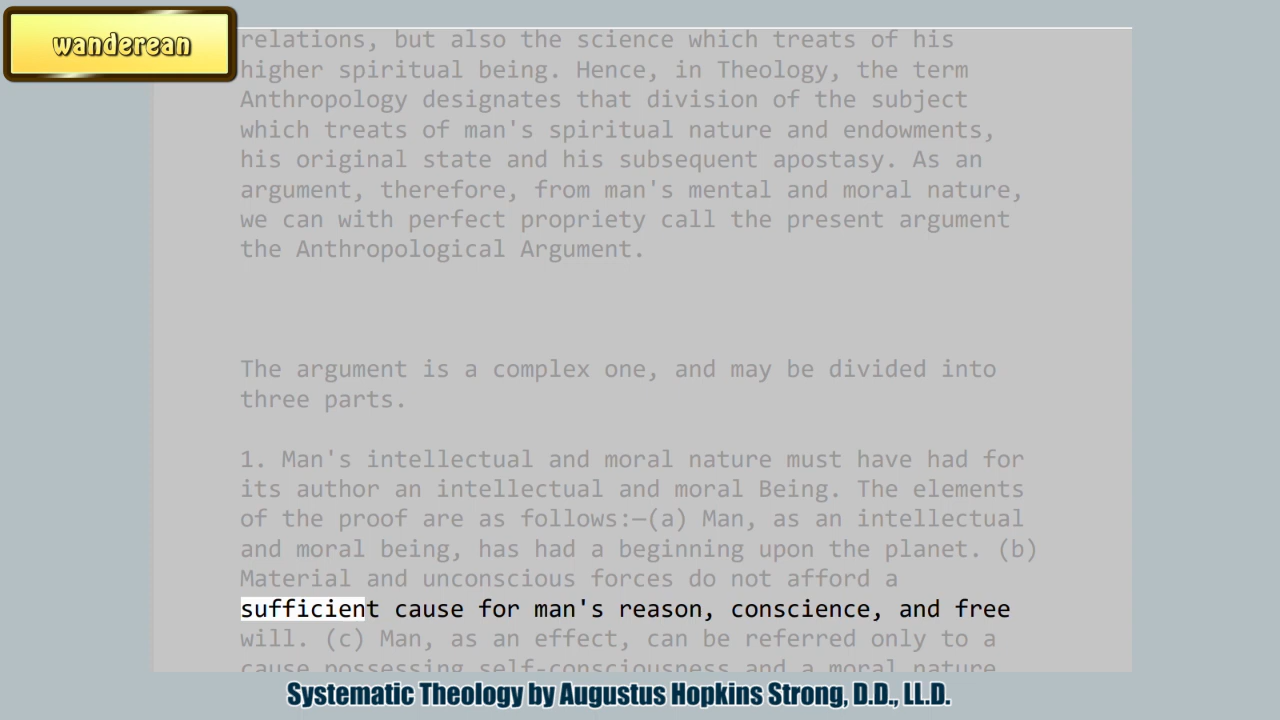 wanderean
relations, but also the science which treats of his
higher spiritual being. Hence, in Theology, the term
Anthropology designates that division of the subject
which treats of man's spiritual nature and endowments,
his original state and his subsequent apostasy. As an
argument, therefore, from man's mental and moral nature,
we can with perfect propriety call the present argument
the Anthropological Argument.
The argument is a complex one, and may be divided into
three parts.
1. Man's intellectual and moral nature must have had for
its author an intellectual and moral Being. The elements
of the proof are as follows:—(a) Man, as an intellectual
and moral being, has had a beginning upon the planet. (b)
Material and unconscious forces do not afford a
sufficient cause for man's reason, conscience, and free
will. (c) Man, as an effect, can be referred only to a
cause possessing self-consciousness and a moral nature
Systematic Theology by Augustus Hopkins Strong, D.D., LL.D.